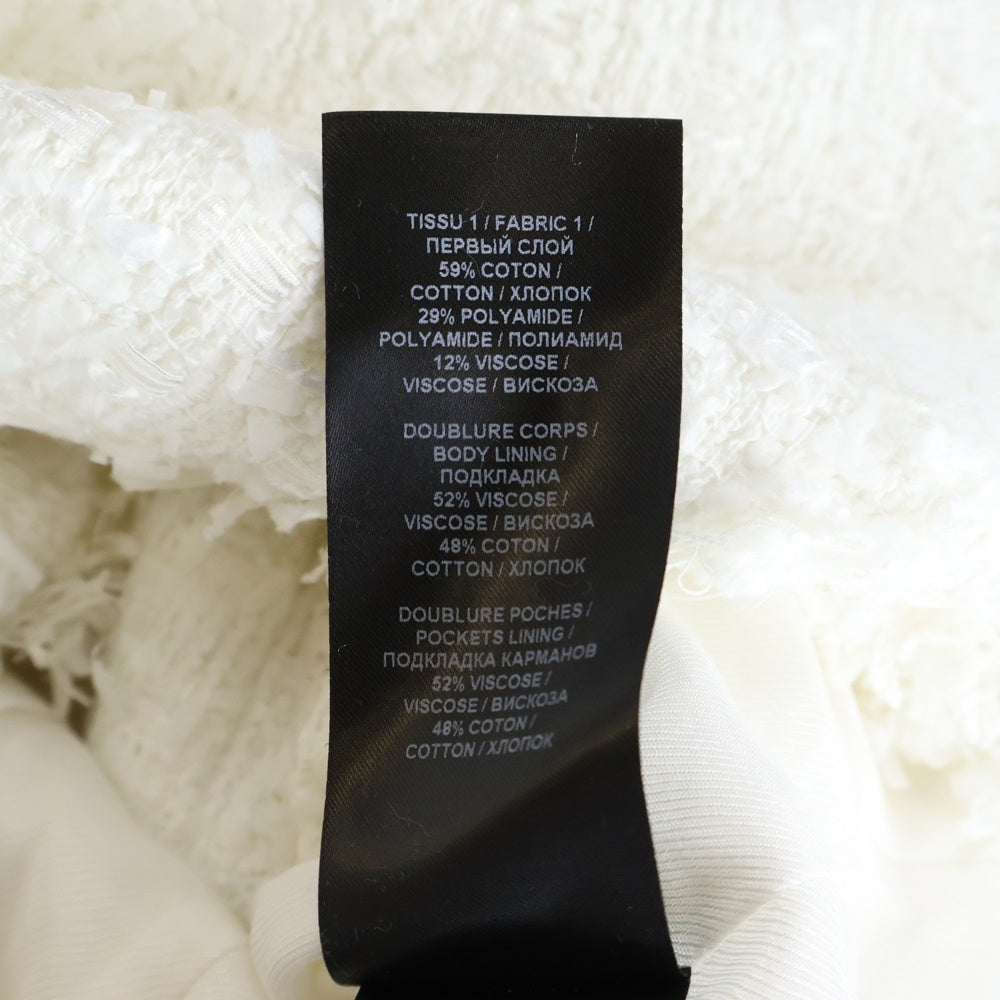 TISSU 1 / FABRIC 1 /
ПЕРВЫЙ СЛОЙ
59% COTON /
COTTON / ХЛОПОК
29% POLYAMIDE /
POLYAMIDE / ПОЛИАМИД
12% VISCOSE /
VISCOSE / ВИСКОЗА
DOUBLURE CORPS /
BODY LINING /
ПОДКЛАДКА
52% VISCOSE /
VISCOSE / ВИСКОЗА
48% COTON /
COTTON / ХЛОПОК
DOUBLURE POCHES /
POCKETS LINING /
ПОДКЛАДКА КАРМАНОВ
52% VISCOSE /
VISCOSE / ВИСКОЗА
48% COTON /
COTTON / ХЛОПОК